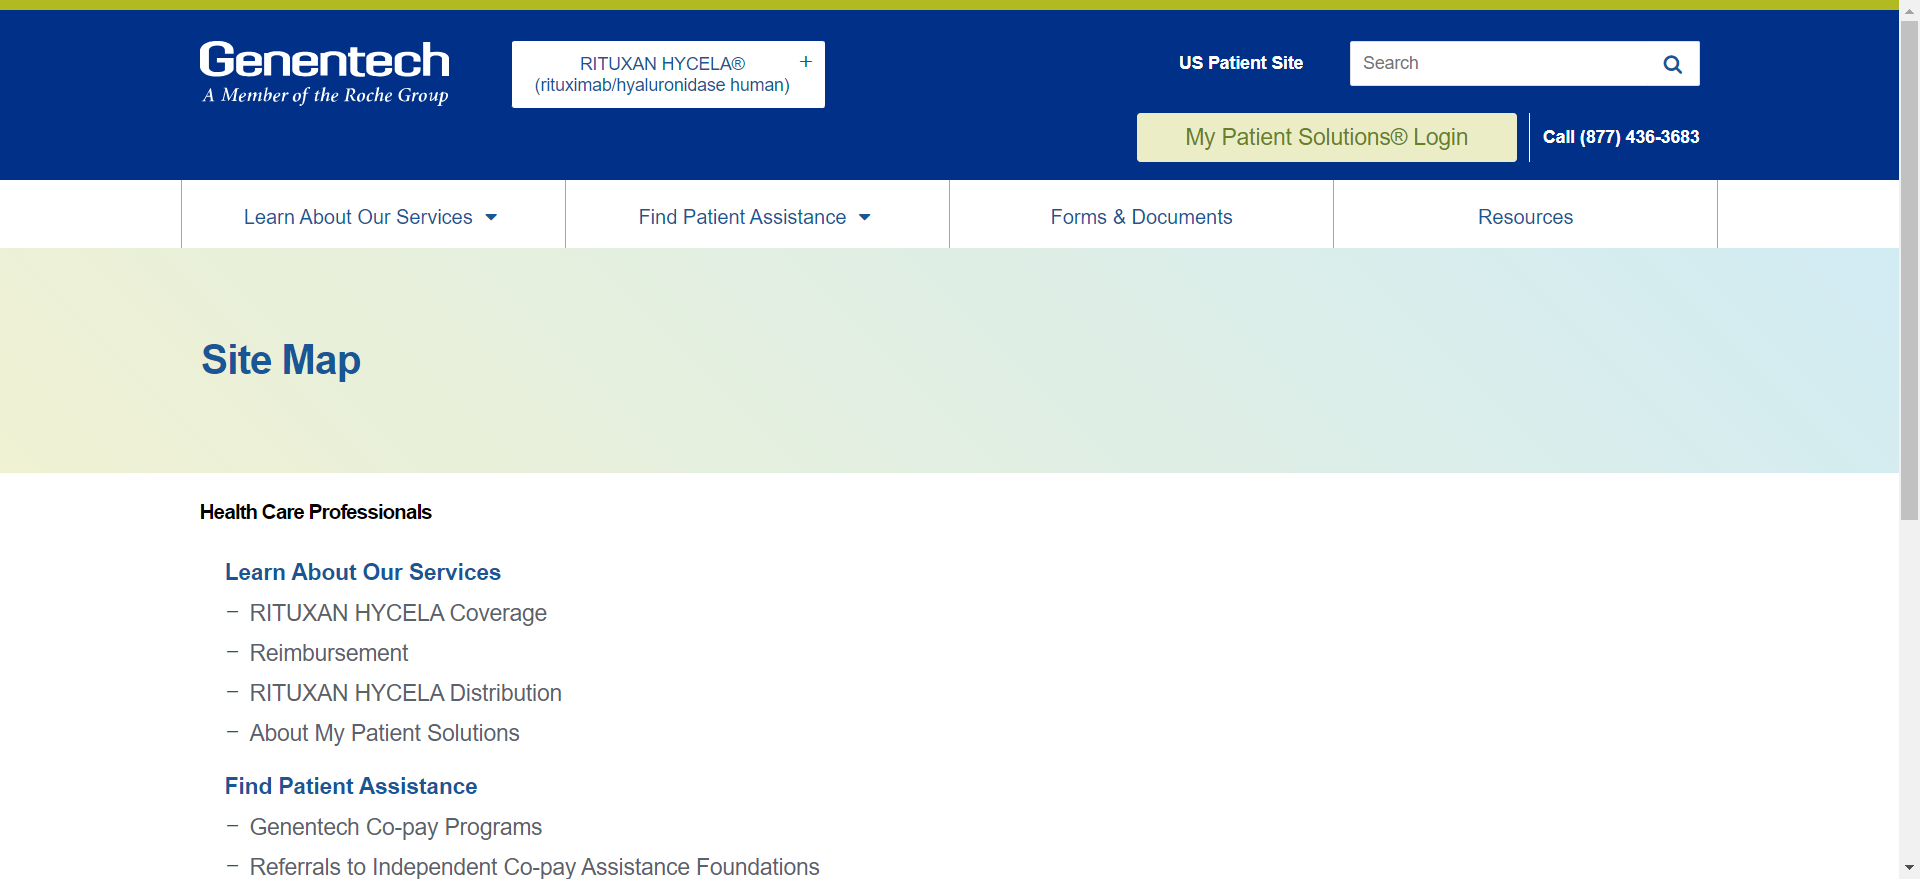 Genentech
A Member of the Roche Group
RITUXAN HYCELA® +
(rituximab/hyaluronidase human)
US Patient Site
Search
My Patient Solutions® Login
Call (877) 436-3683
Learn About Our Services
Find Patient Assistance
Forms & Documents
Resources
Site Map
Health Care Professionals
Learn About Our Services
– RITUXAN HYCELA Coverage
– Reimbursement
– RITUXAN HYCELA Distribution
– About My Patient Solutions
Find Patient Assistance
– Genentech Co-pay Programs
– Referrals to Independent Co-pay Assistance Foundations